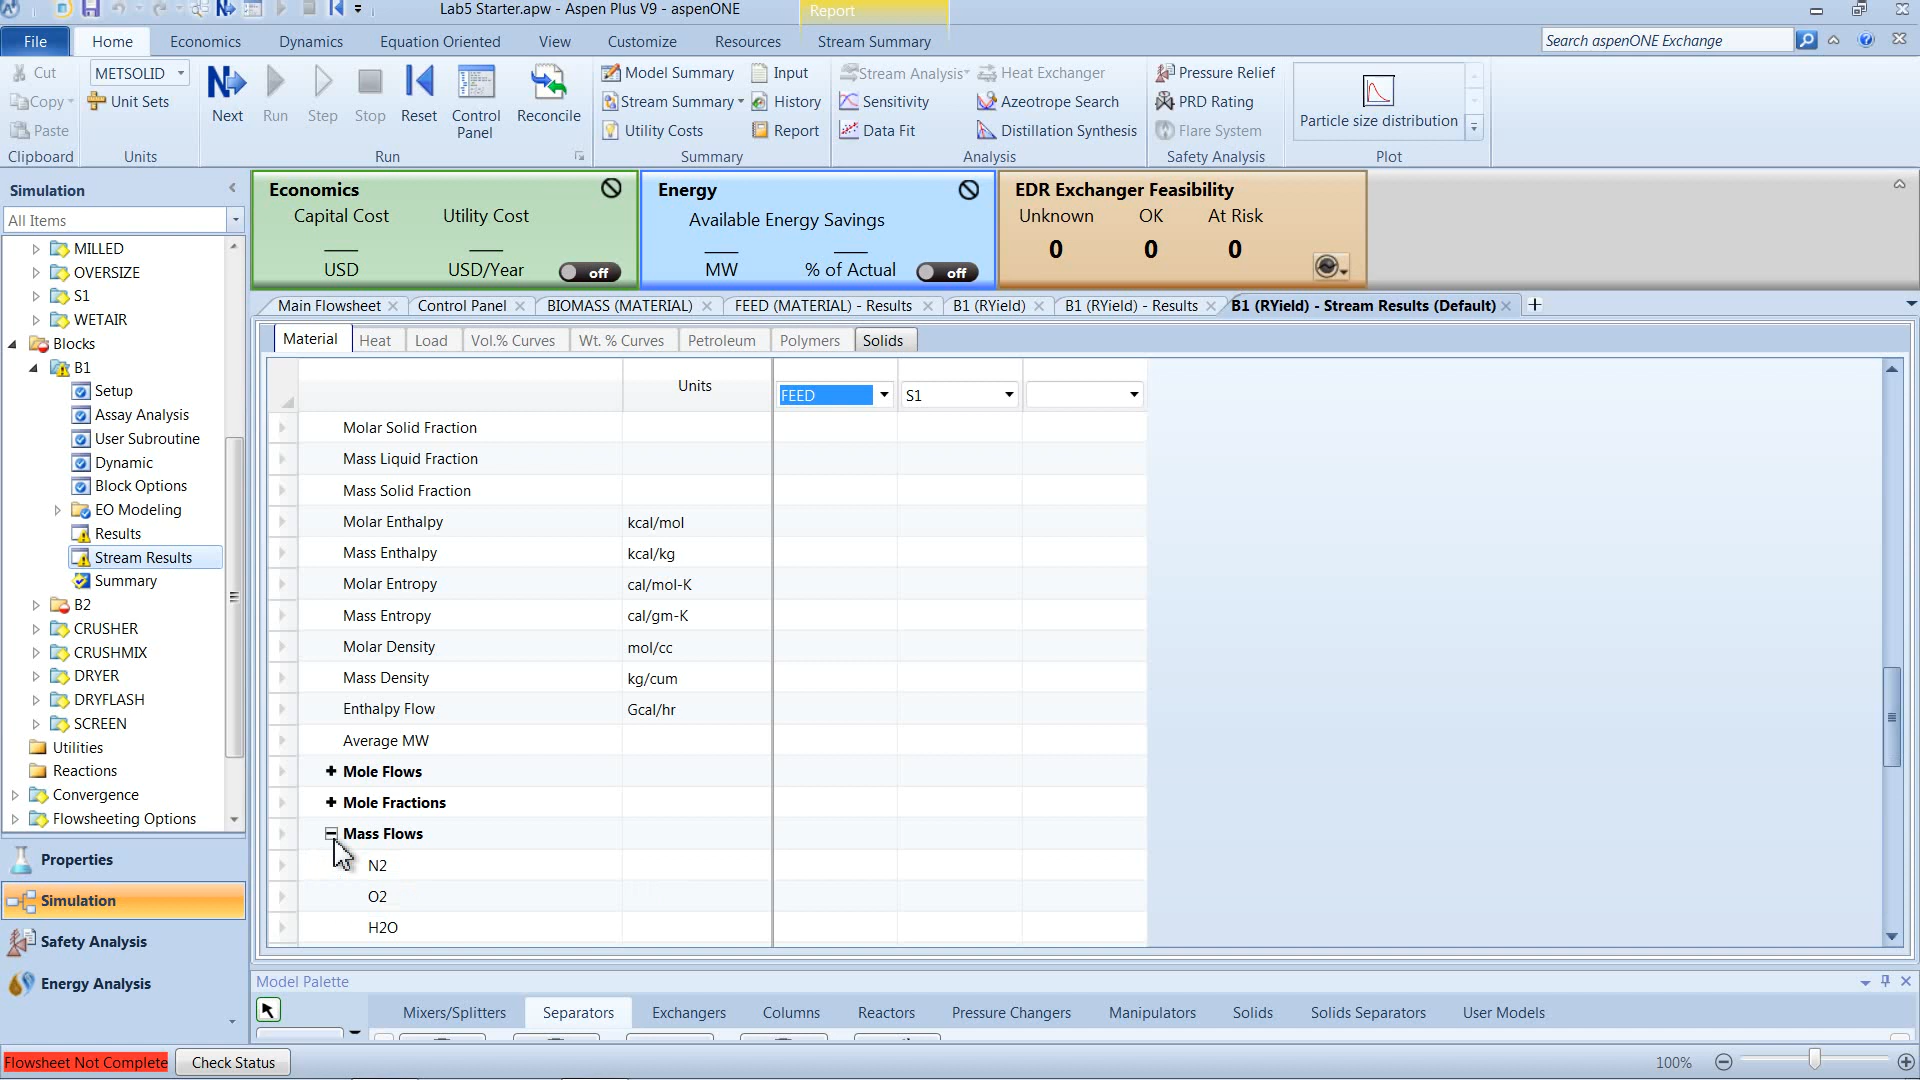 Lab5 Starter.apw - Aspen Plus V9 - aspenONE
Report
File Home Economics Dynamics Equation Oriented View Customize Resources Stream Summary
Search aspenONE Exchange
Cut
Copy
Paste
Clipboard
METSOLID
Unit Sets
Units
Next
Run
Step
Stop
Reset
Control
Panel
Reconcile
Run
Model Summary
Stream Summary
Utility Costs
Input
History
Report
Summary
Stream Analysis
Sensitivity
Data Fit
Heat Exchanger
Azeotrope Search
Distillation Synthesis
Analysis
Pressure Relief
PRD Rating
Flare System
Safety Analysis
Particle size distribution
Plot
Simulation
All Items
MILLED
OVERSIZE
S1
WETAIR
Blocks
B1
Setup
Assay Analysis
User Subroutine
Dynamic
Block Options
EO Modeling
Results
Stream Results
Summary
B2
CRUSHER
CRUSHMIX
DRYER
DRYFLASH
SCREEN
Utilities
Reactions
Convergence
Flowsheeting Options
Properties
Simulation
Safety Analysis
Energy Analysis
Economics
Capital Cost Utility Cost
USD USD/Year off
Energy
Available Energy Savings
MW % of Actual off
EDR Exchanger Feasibility
Unknown OK At Risk
0 0 0
Main Flowsheet Control Panel BIOMASS (MATERIAL) FEED (MATERIAL) - Results B1 (RYield) B1 (RYield) - Results B1 (RYield) - Stream Results (Default)
Material Heat Load Vol.% Curves Wt. % Curves Petroleum Polymers Solids
Units FEED S1
Molar Solid Fraction
Mass Liquid Fraction
Mass Solid Fraction
Molar Enthalpy kcal/mol
Mass Enthalpy kcal/kg
Molar Entropy cal/mol-K
Mass Entropy cal/gm-K
Molar Density mol/cc
Mass Density kg/cum
Enthalpy Flow Gcal/hr
Average MW
+ Mole Flows
+ Mole Fractions
- Mass Flows
N2
O2
H2O
Model Palette
Mixers/Splitters Separators Exchangers Columns Reactors Pressure Changers Manipulators Solids Solids Separators User Models
Flowsheet Not Complete Check Status
100%